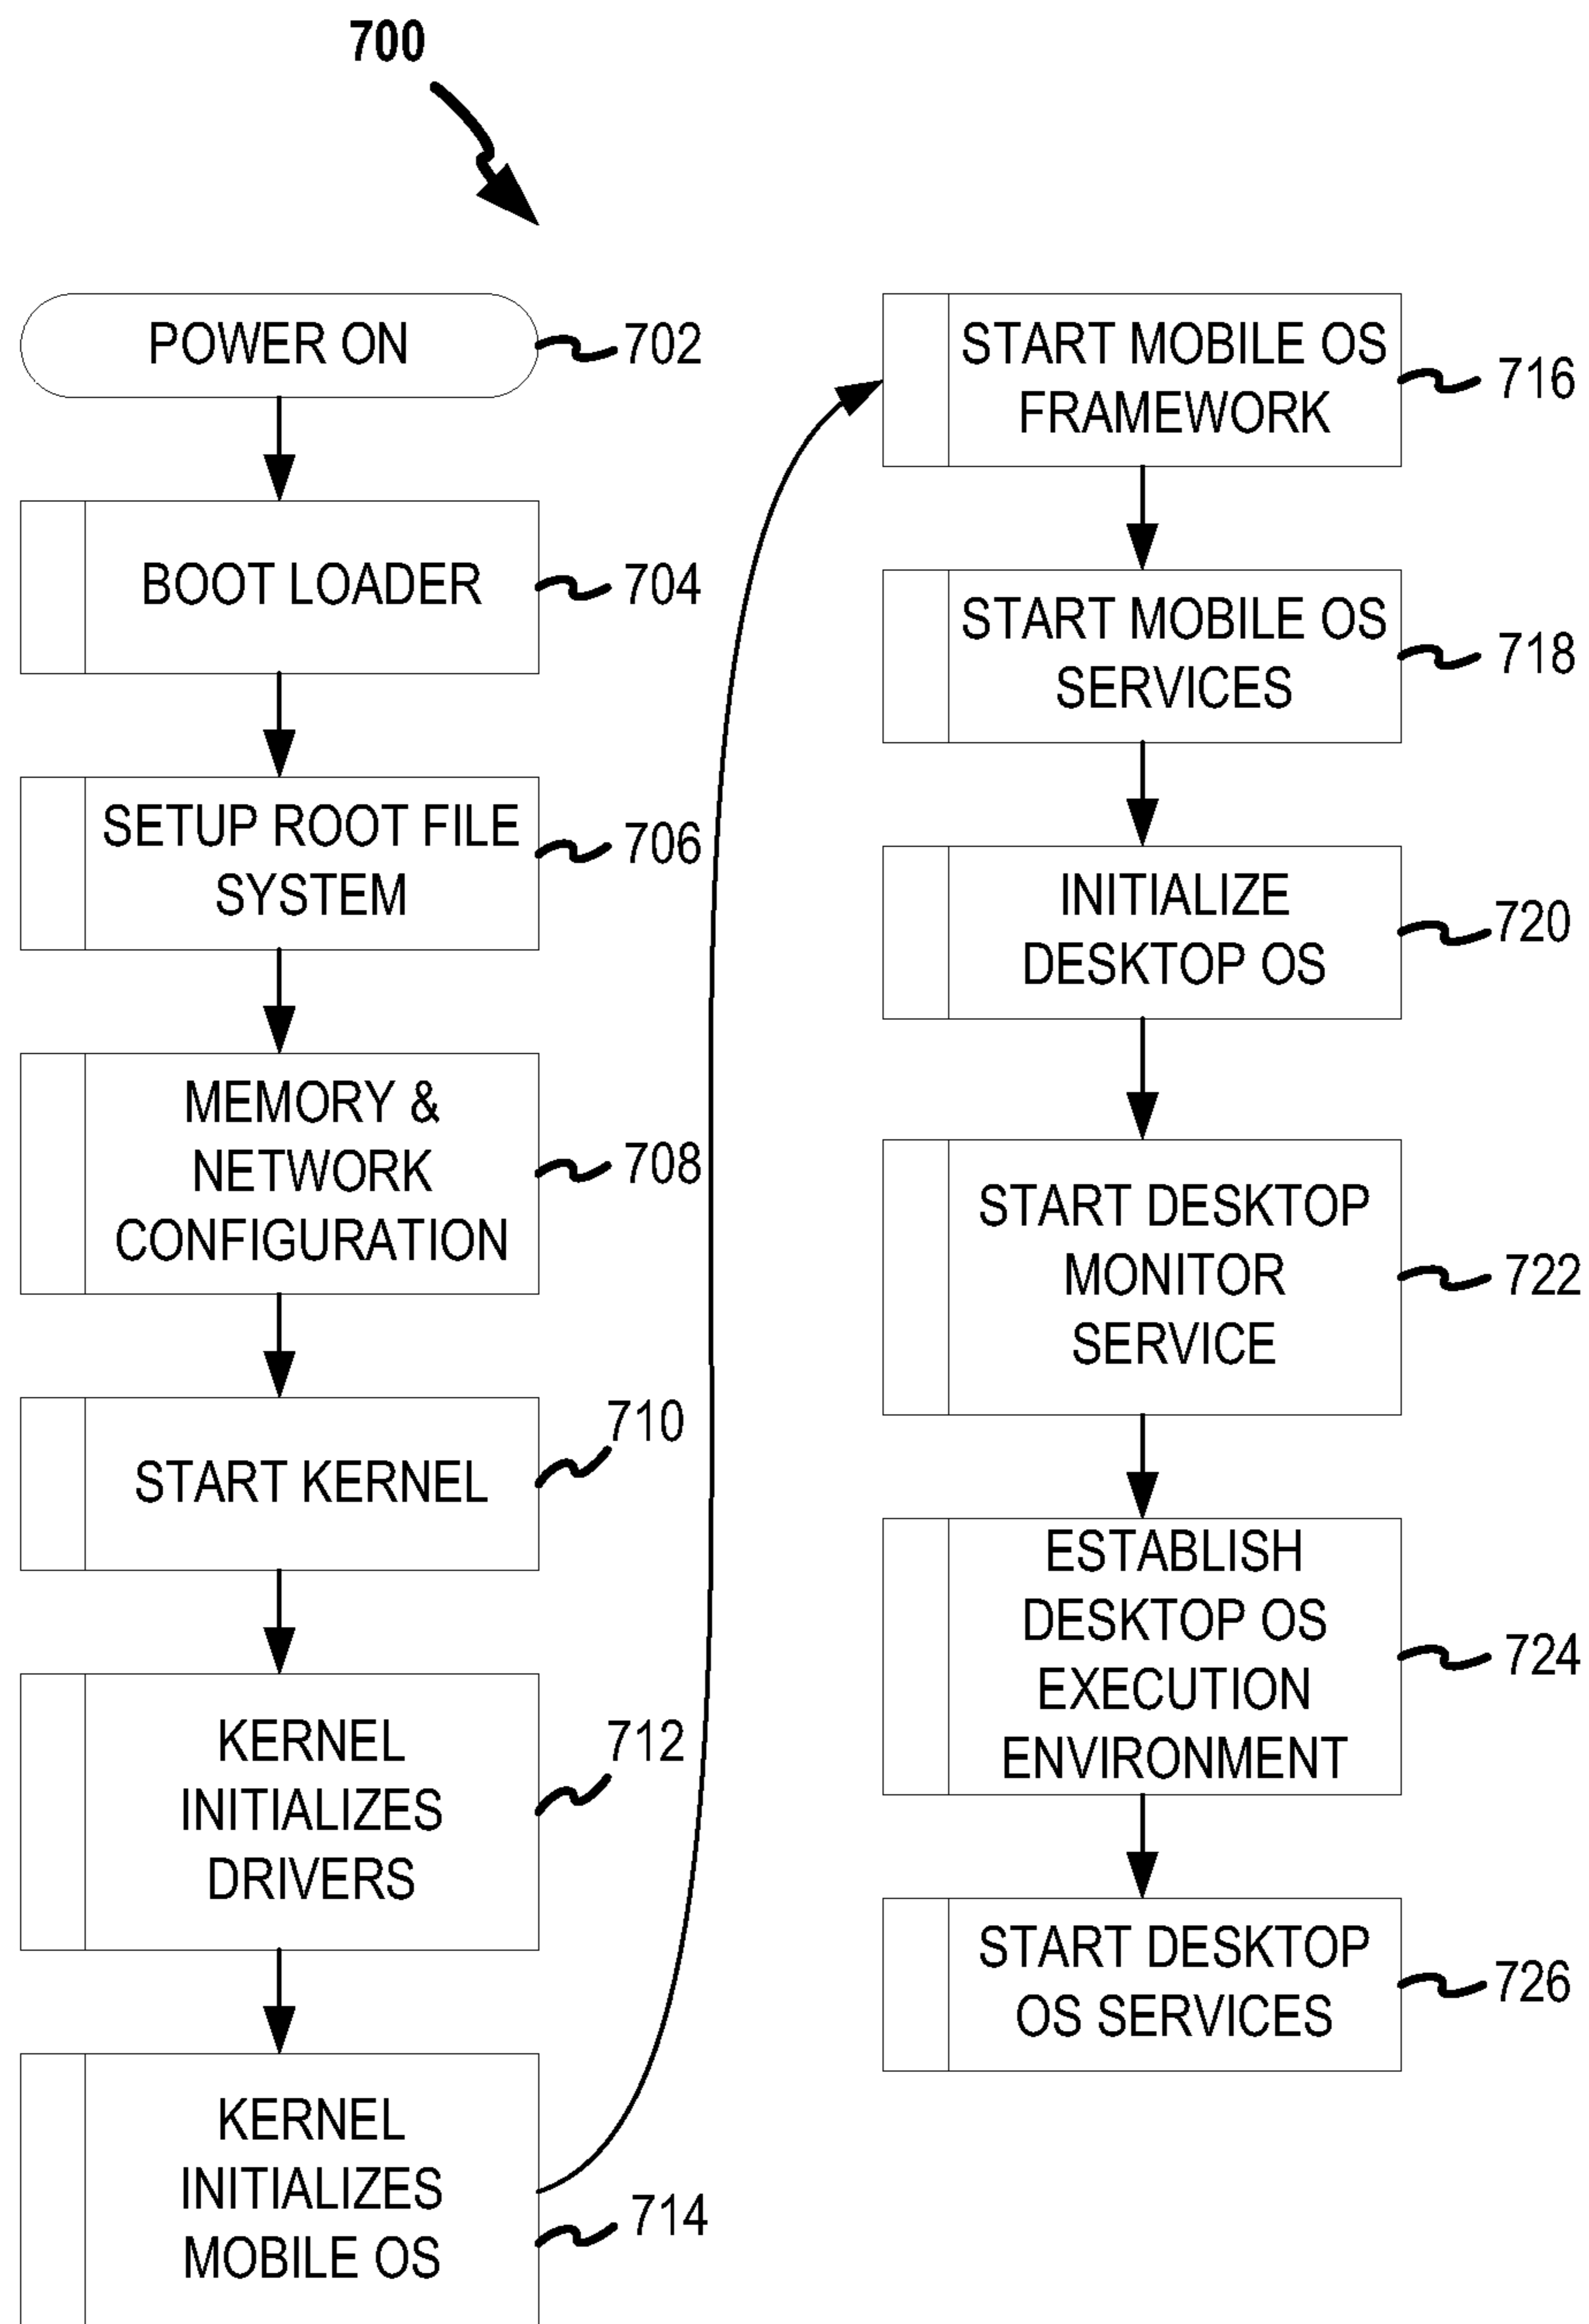 700
POWER ON
702
BOOT LOADER
704
SETUP ROOT FILE
SYSTEM
706
MEMORY &
NETWORK
CONFIGURATION
708
START KERNEL
710
KERNEL
INITIALIZES
DRIVERS
712
KERNEL
INITIALIZES
MOBILE OS
714
START MOBILE OS
FRAMEWORK
716
START MOBILE OS
SERVICES
718
INITIALIZE
DESKTOP OS
720
START DESKTOP
MONITOR
SERVICE
722
ESTABLISH
DESKTOP OS
EXECUTION
ENVIRONMENT
724
START DESKTOP
OS SERVICES
726